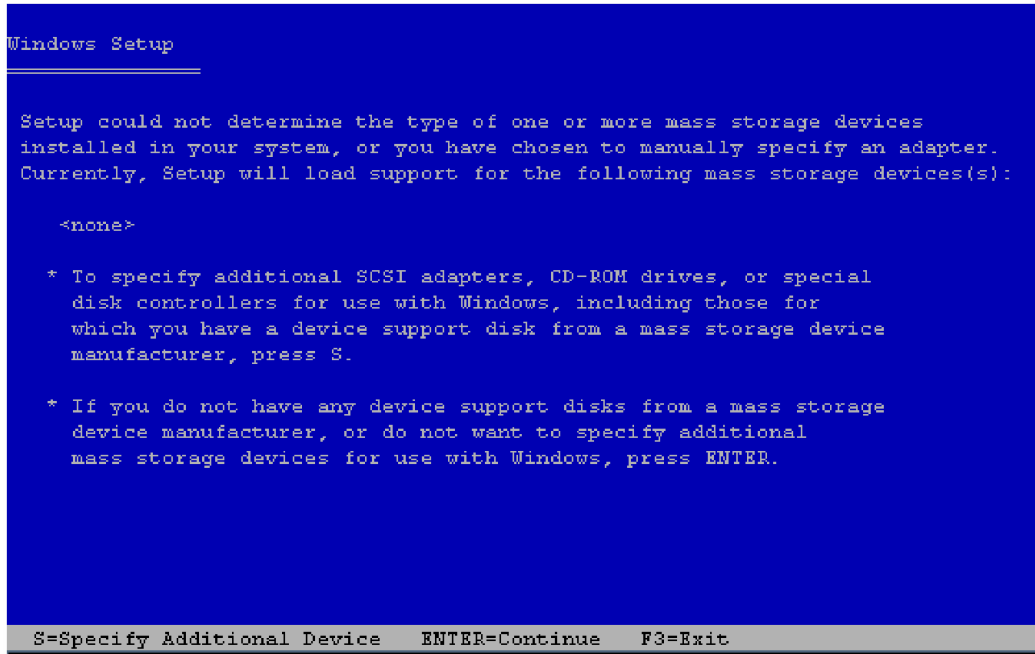 Windows Setup
Setup could not determine the type of one or more mass storage devices
installed in your system, or you have chosen to manually specify an adapter.
Currently, Setup will load support for the following mass storage devices(s):
<none>
* To specify additional SCSI adapters, CD-ROM drives, or special
disk controllers for use with Windows, including those for
which you have a device support disk from a mass storage device
manufacturer, press S.
* If you do not have any device support disks from a mass storage
device manufacturer, or do not want to specify additional
mass storage devices for use with Windows, press ENTER.
S=Specify Additional Device ENTER=Continue F3=Exit